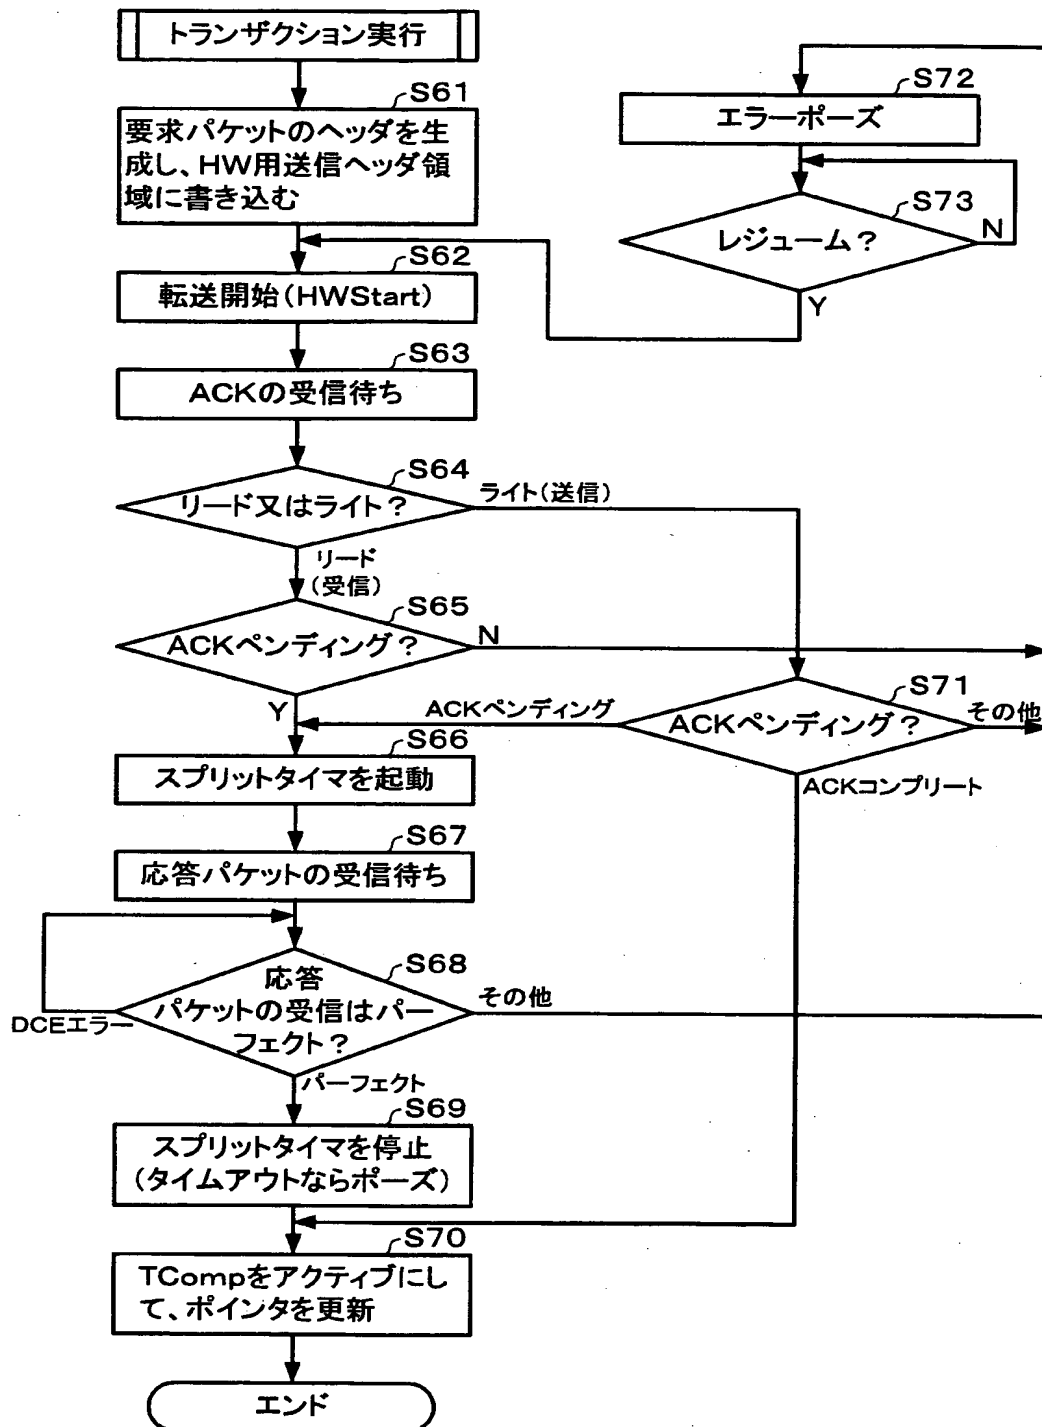 トランザクション実行
S61
要求パケットのヘッダを生
成し、HW用送信ヘッダ領
域に書き込む
S62
転送開始(HWStart)
S63
ACKの受信待ち
S64
リード又はライト?
ライト(送信)
リード
(受信)
S65
ACKペンディング?
N
Y
S66
スプリットタイマを起動
S67
応答パケットの受信待ち
S68
応答
パケットの受信はパー
フェクト?
DCEエラー
その他
パーフェクト
S69
スプリットタイマを停止
(タイムアウトならポーズ)
S70
TCompをアクティブにし
て、ポインタを更新
エンド
S71
ACKペンディング?
ACKペンディング
その他
ACKコンプリート
S72
エラーポーズ
S73
レジューム?
N
Y